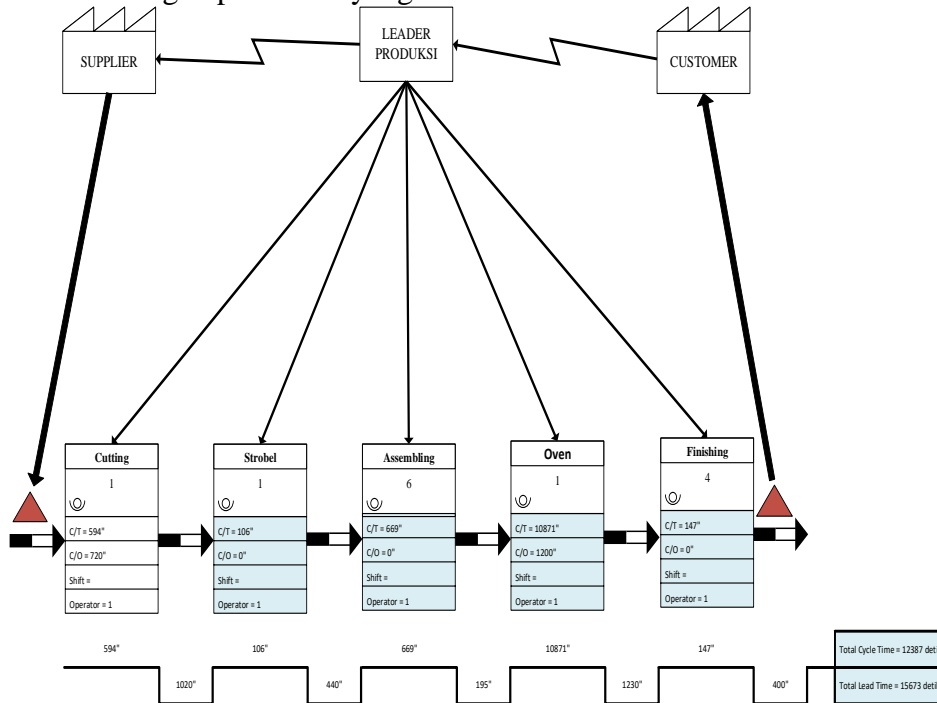 SUPPLIER
LEADER
PRODUKSI
CUSTOMER
Cutting
1
C/T = 594"
C/O = 720"
Shift =
Operator = 1
Strobel
1
C/T = 106"
C/O = 0"
Shift =
Operator = 1
Assembling
6
C/T = 669"
C/O = 0"
Shift =
Operator = 1
Oven
1
C/T = 10871"
C/O = 1200"
Shift =
Operator = 1
Finishing
4
C/T = 147"
C/O = 0"
Shift =
Operator = 1
594"
106"
669"
10871"
147"
Total Cycle Time = 12387 deti
1020"
440"
195"
1230"
400"
Total Lead Time = 15673 detil